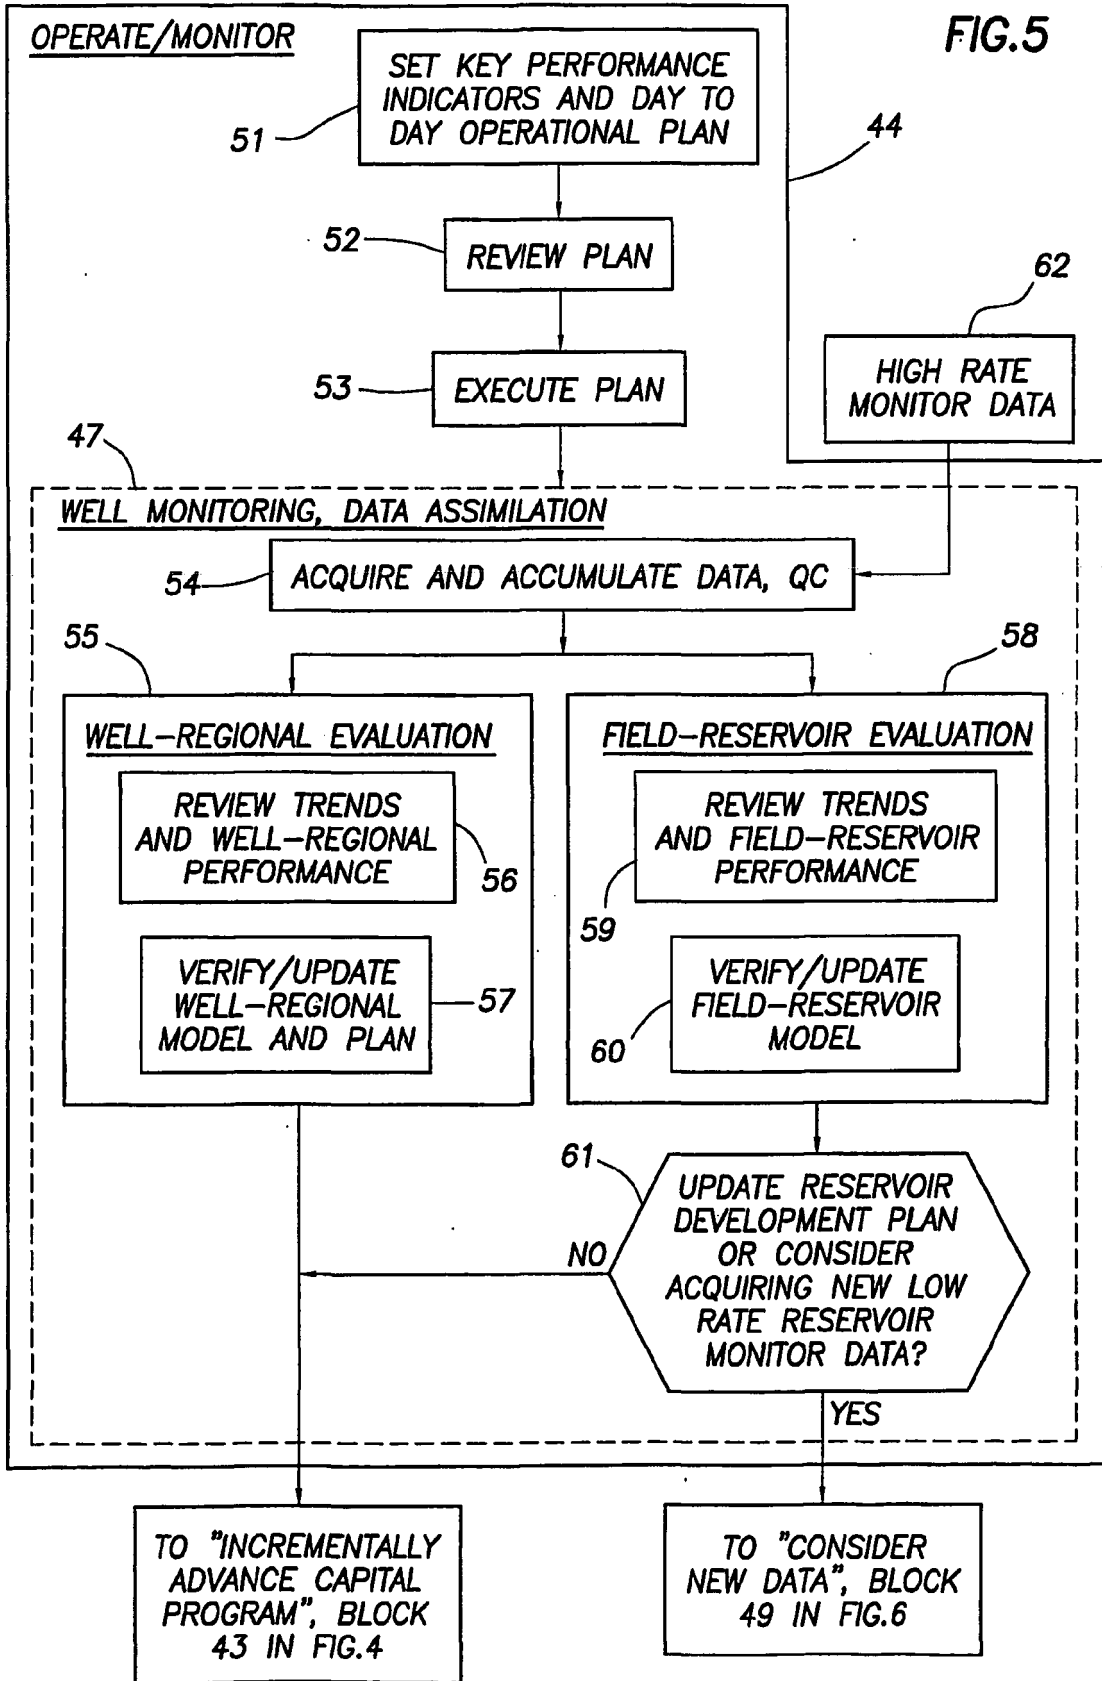 OPERATE/MONITOR
FIG.5
SET KEY PERFORMANCE
INDICATORS AND DAY TO
DAY OPERATIONAL PLAN
51
44
52
REVIEW PLAN
62
HIGH RATE
MONITOR DATA
53
EXECUTE PLAN
47
WELL MONITORING, DATA ASSIMILATION
54
ACQUIRE AND ACCUMULATE DATA, QC
55
58
WELL-REGIONAL EVALUATION
REVIEW TRENDS
AND WELL-REGIONAL
PERFORMANCE
56
VERIFY/UPDATE
WELL-REGIONAL
MODEL AND PLAN
57
FIELD-RESERVOIR EVALUATION
REVIEW TRENDS
AND FIELD-RESERVOIR
PERFORMANCE
59
VERIFY/UPDATE
FIELD-RESERVOIR
MODEL
60
61
UPDATE RESERVOIR
DEVELOPMENT PLAN
OR CONSIDER
ACQUIRING NEW LOW
RATE RESERVOIR
MONITOR DATA?
NO
YES
TO "INCREMENTALLY
ADVANCE CAPITAL
PROGRAM", BLOCK
43 IN FIG.4
TO "CONSIDER
NEW DATA", BLOCK
49 IN FIG.6